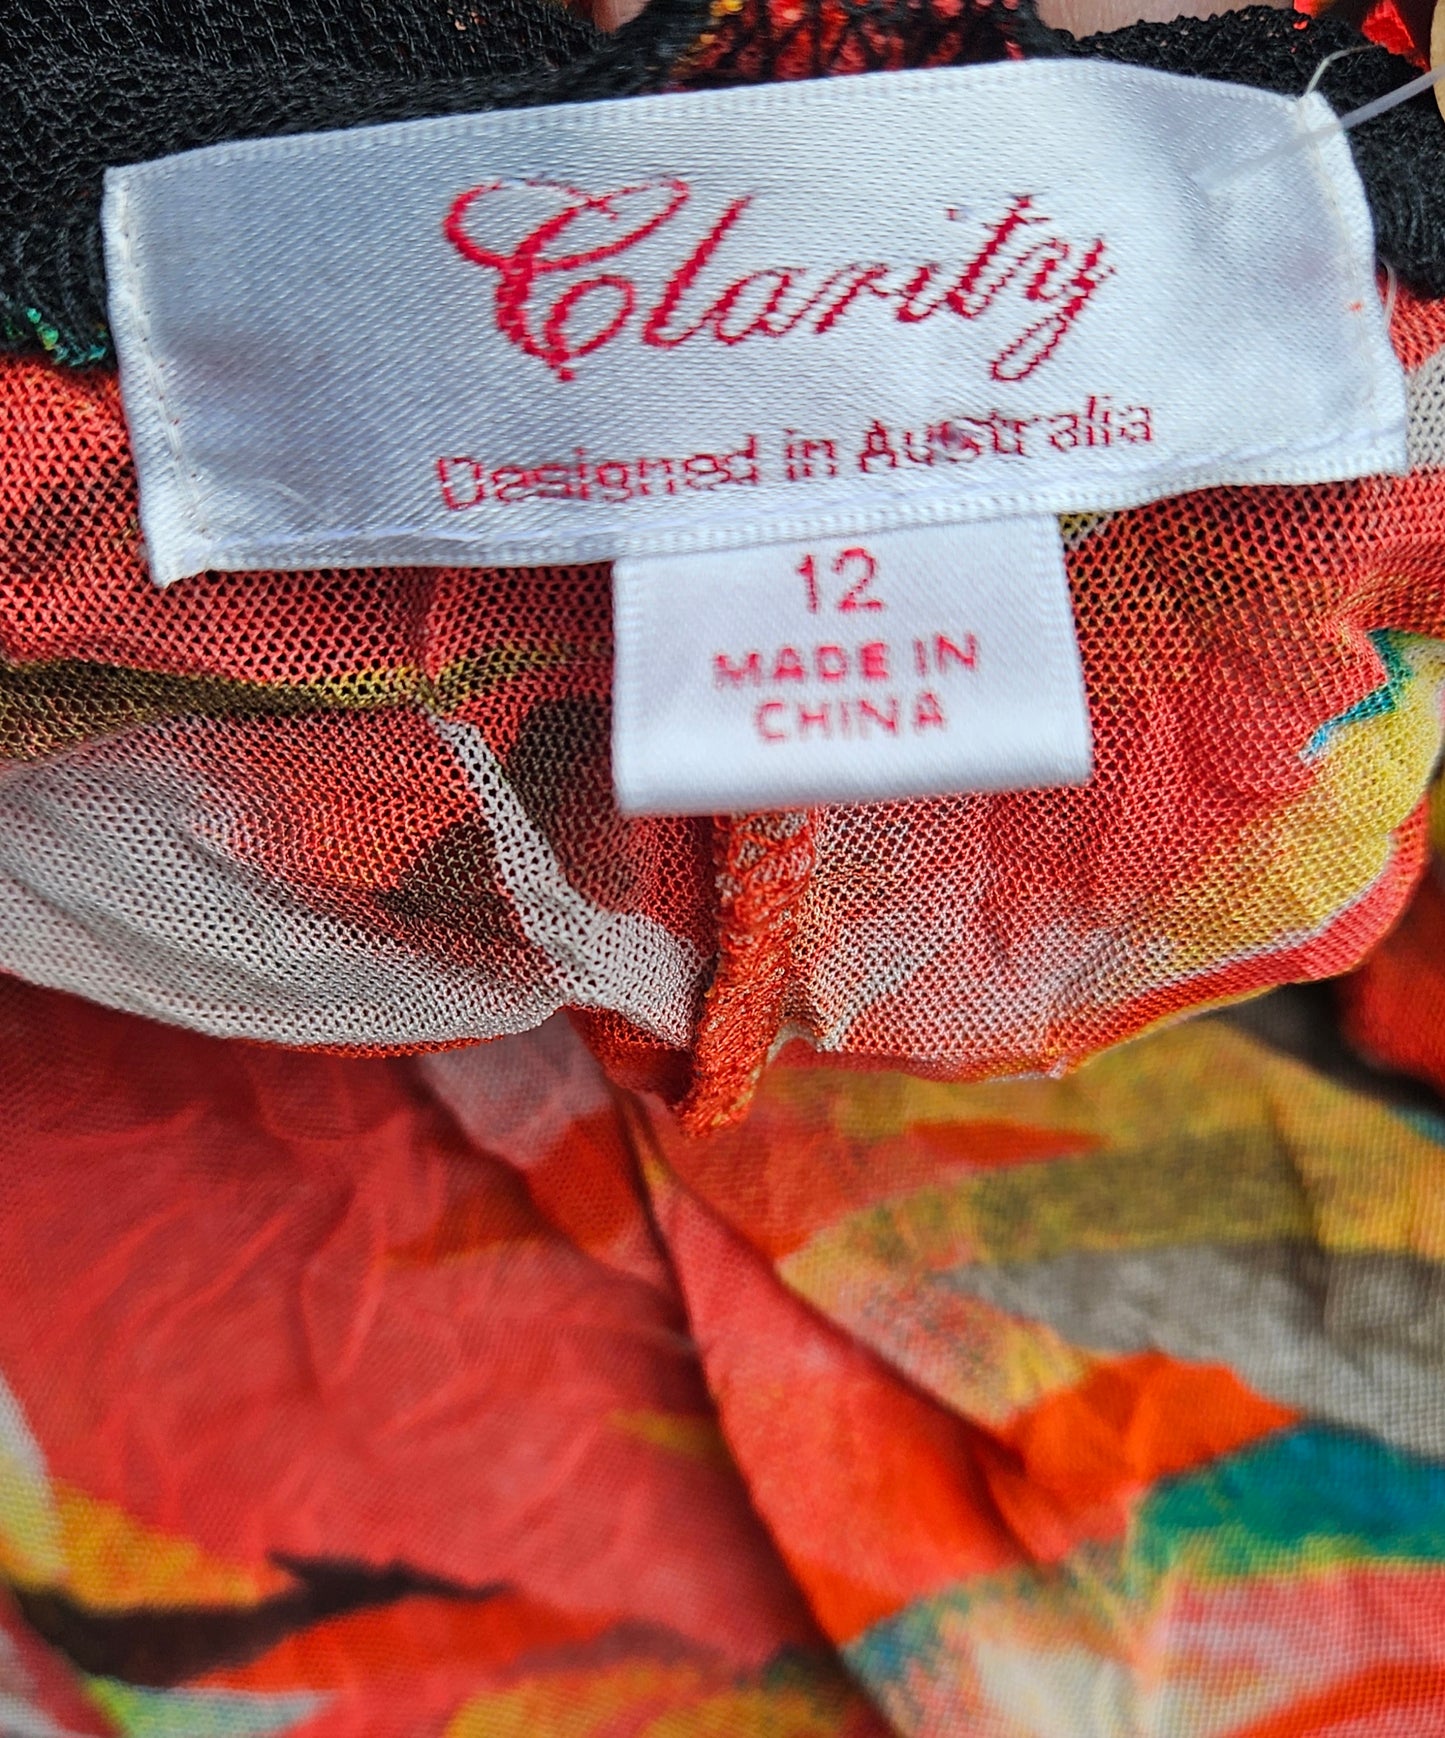 Clarity
Designed in Australia
12
MADE IN
CHINA